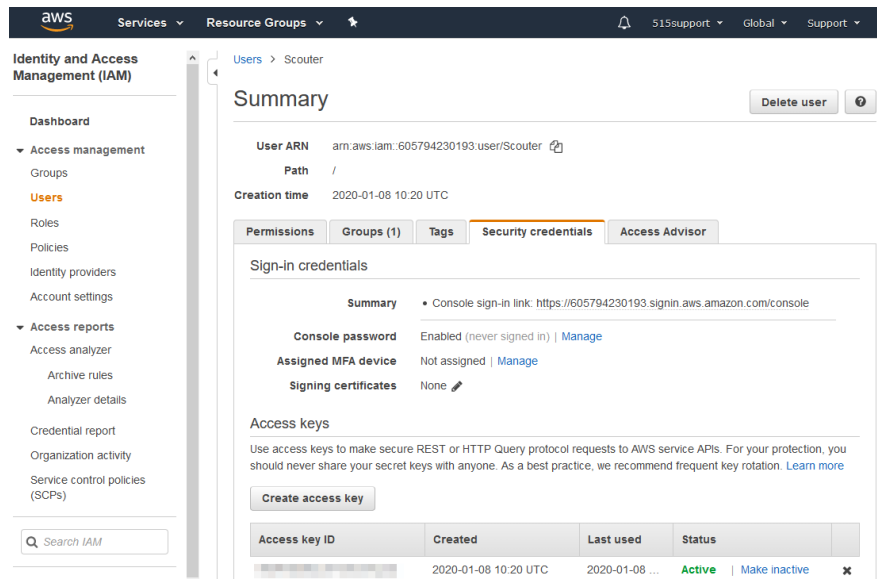 aws
Services
Resource Groups
515support
Global
Support
Identity and Access
Management (IAM)
Dashboard
Access management
Groups
Users
Roles
Policies
Identity providers
Account settings
Access reports
Access analyzer
Archive rules
Analyzer details
Credential report
Organization activity
Service control policies
(SCPs)
Search IAM
Users > Scouter
Summary
Delete user
User ARN arn:aws:iam::605794230193:user/Scouter
Path /
Creation time 2020-01-08 10:20 UTC
Permissions
Groups (1)
Tags
Security credentials
Access Advisor
Sign-in credentials
Summary • Console sign-in link: https://605794230193.signin.aws.amazon.com/console
Console password Enabled (never signed in) | Manage
Assigned MFA device Not assigned | Manage
Signing certificates None
Access keys
Use access keys to make secure REST or HTTP Query protocol requests to AWS service APIs. For your protection, you
should never share your secret keys with anyone. As a best practice, we recommend frequent key rotation. Learn more
Create access key
Access key ID Created Last used Status
2020-01-08 10:20 UTC 2020-01-08 ... Active | Make inactive